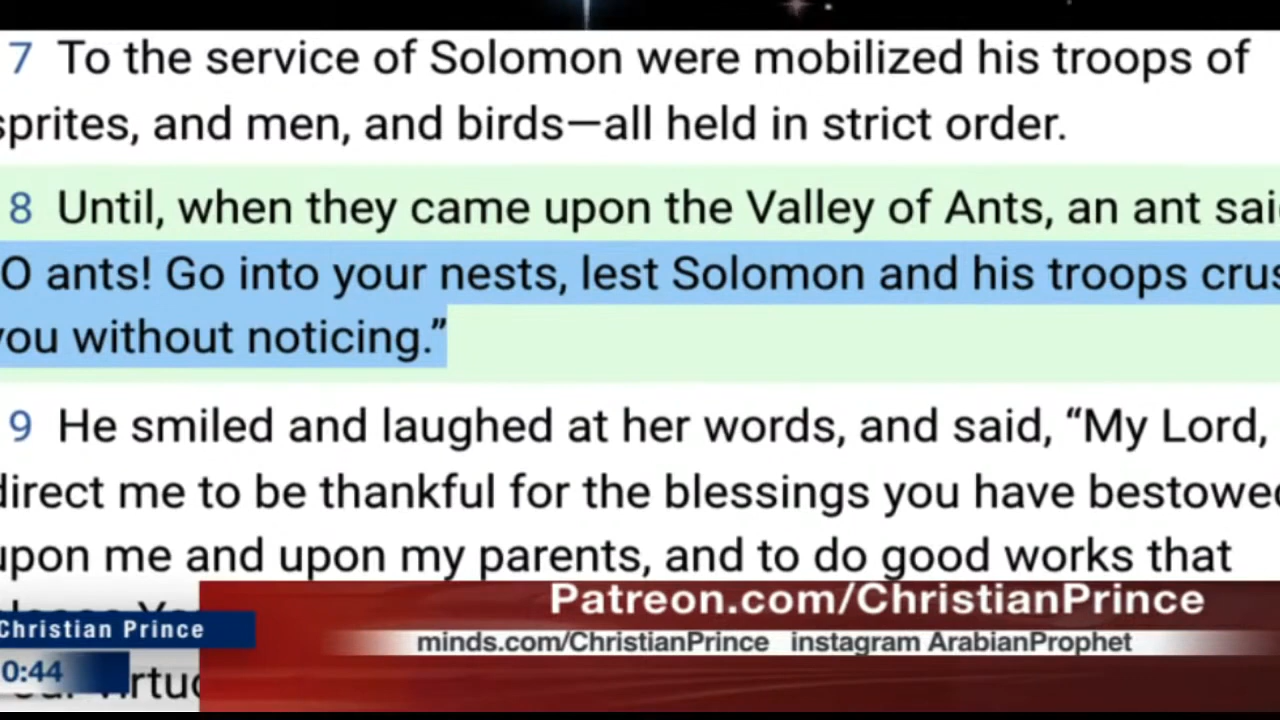 7 To the service of Solomon were mobilized his troops of
sprites, and men, and birds—all held in strict order.
8 Until, when they came upon the Valley of Ants, an ant
O ants! Go into your nests, lest Solomon and his troops
you without noticing.”
9 He smiled and laughed at her words, and said, “My Lord,
direct me to be thankful for the blessings you have bestowed
upon me and upon my parents, and to do good works that
Patreon.com/ChristianPrince
Christian Prince
minds.com/ChristianPrince instagram ArabianProphet
0:44